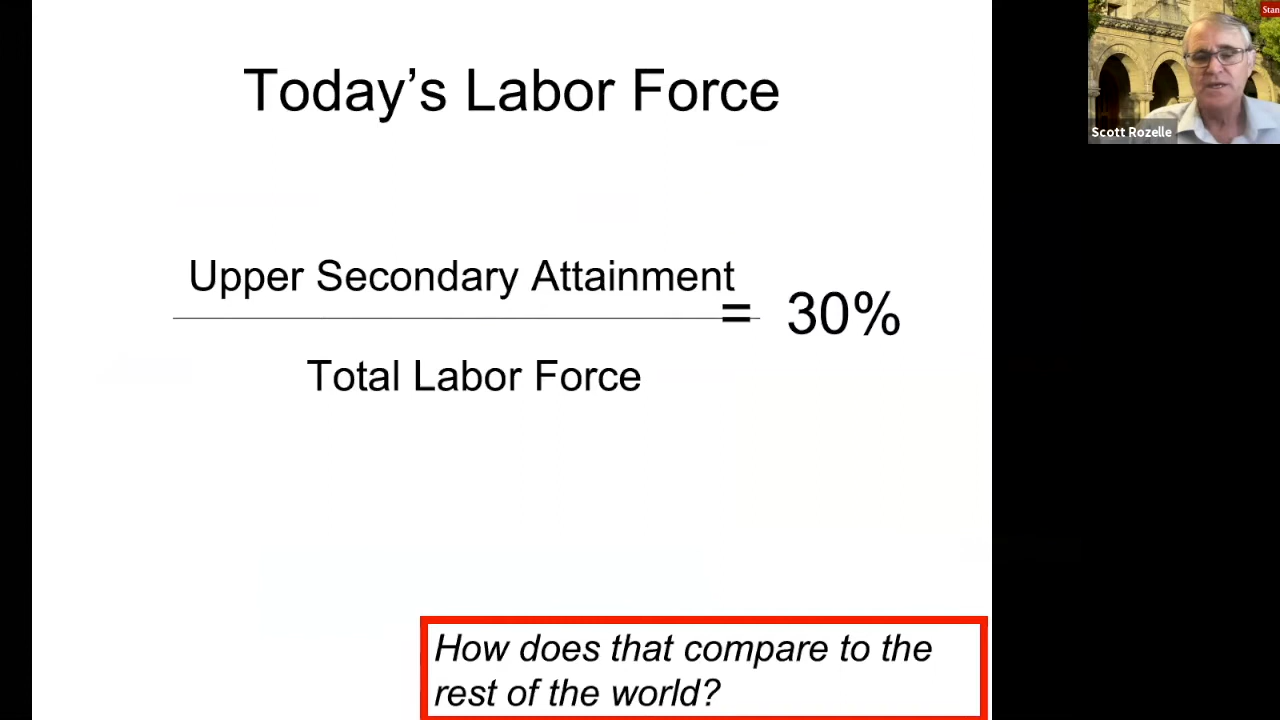 Today's Labor Force
Upper Secondary Attainment
= 30%
Total Labor Force
How does that compare to the
rest of the world?
Stan
Scott Rozelle